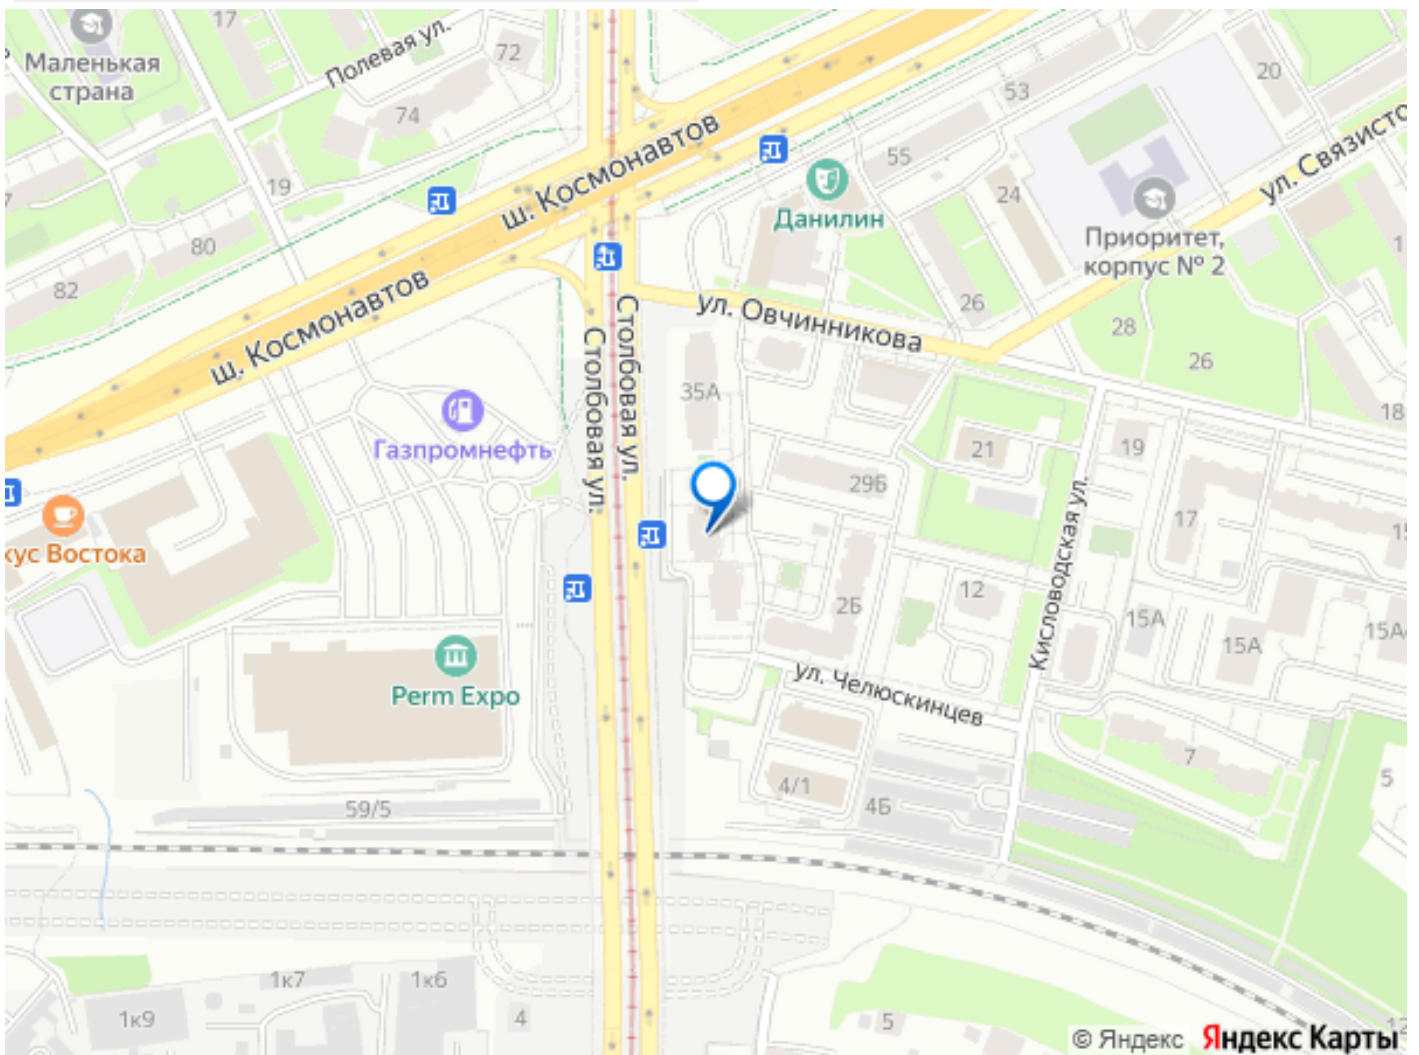 17
Полевая ул.
72
Маленькая
страна
74
53
20
ш. Космонавтов
55
ул. Связисто
19
24
Данилин
Приоритет,
корпус № 2
80
82
26
ш. Космонавтов
Столбовая ул.
Столбовая ул.
ул. Овчинникова
28
26
35А
18
Газпромнефть
21
19
29Б
17
15
кус Востока
Кисловодская ул.
12
2Б
15А
15А
15А
Perm Expo
ул. Челюскинцев
7
5
4/1
4Б
59/5
1к7
1к6
1к9
4
5
12
© Яндекс Яндекс Карты